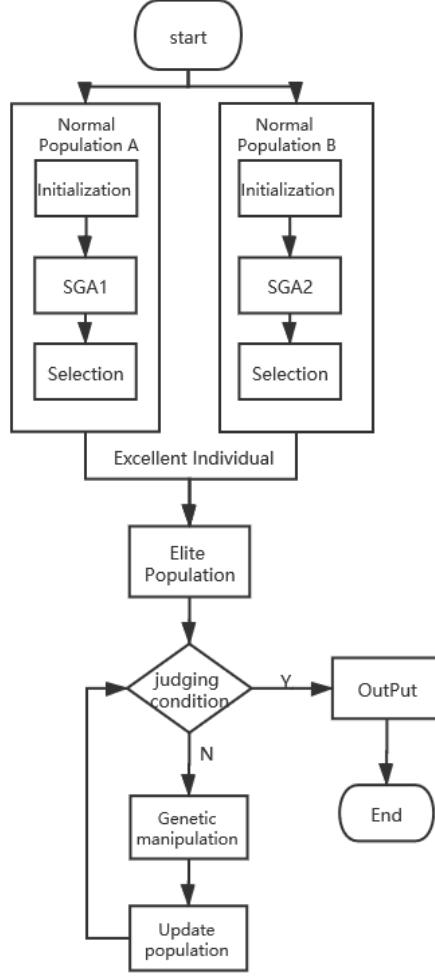 start
Normal
Population A
Initialization
SGA1
Selection
Normal
Population B
Initialization
SGA2
Selection
Excellent Individual
Elite
Population
judging
condition
Y
OutPut
End
N
Genetic
manipulation
Update
population